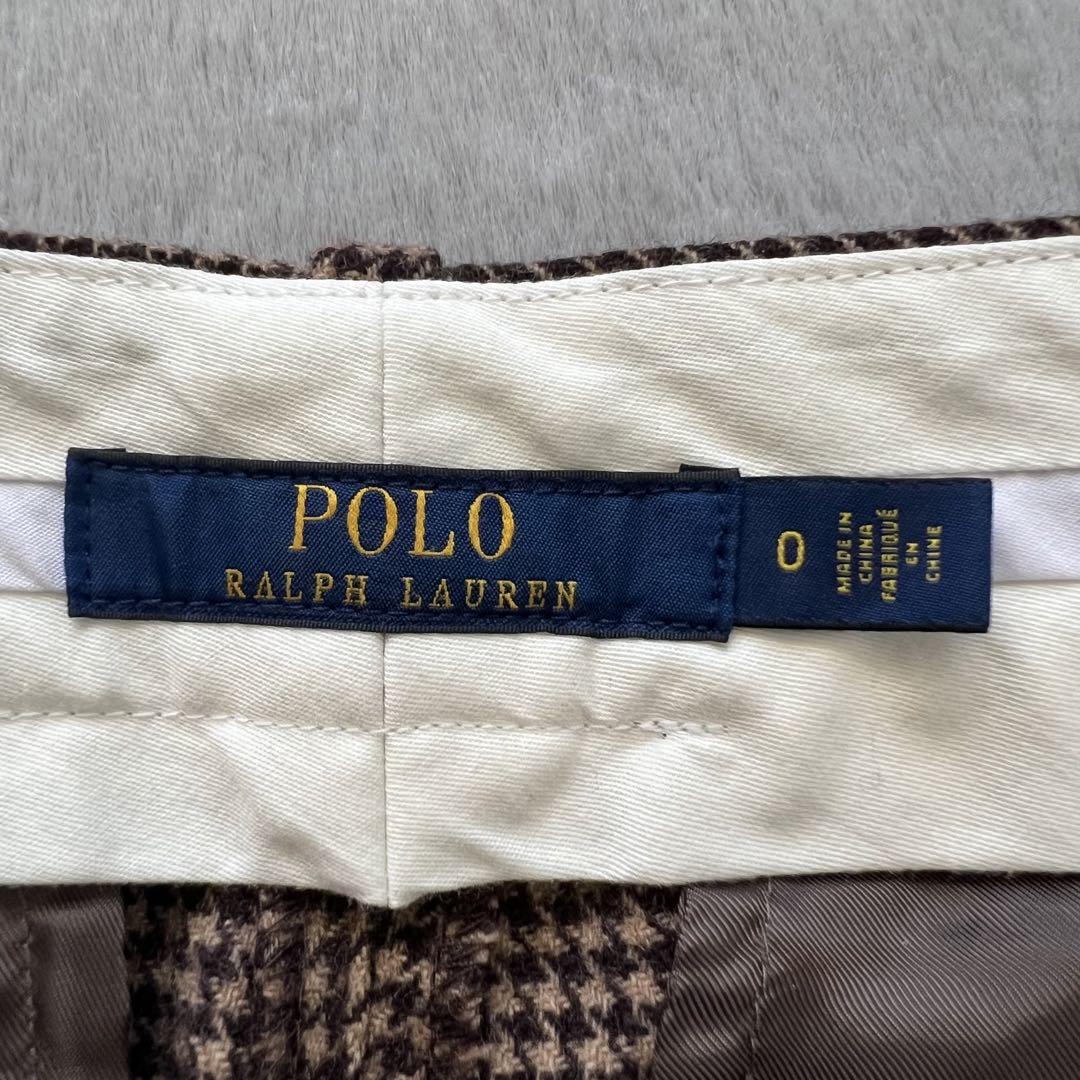 POLO
RALPH LAUREN
0
MADE IN
CHINA
FABRIQUÉ
EN
CHINE